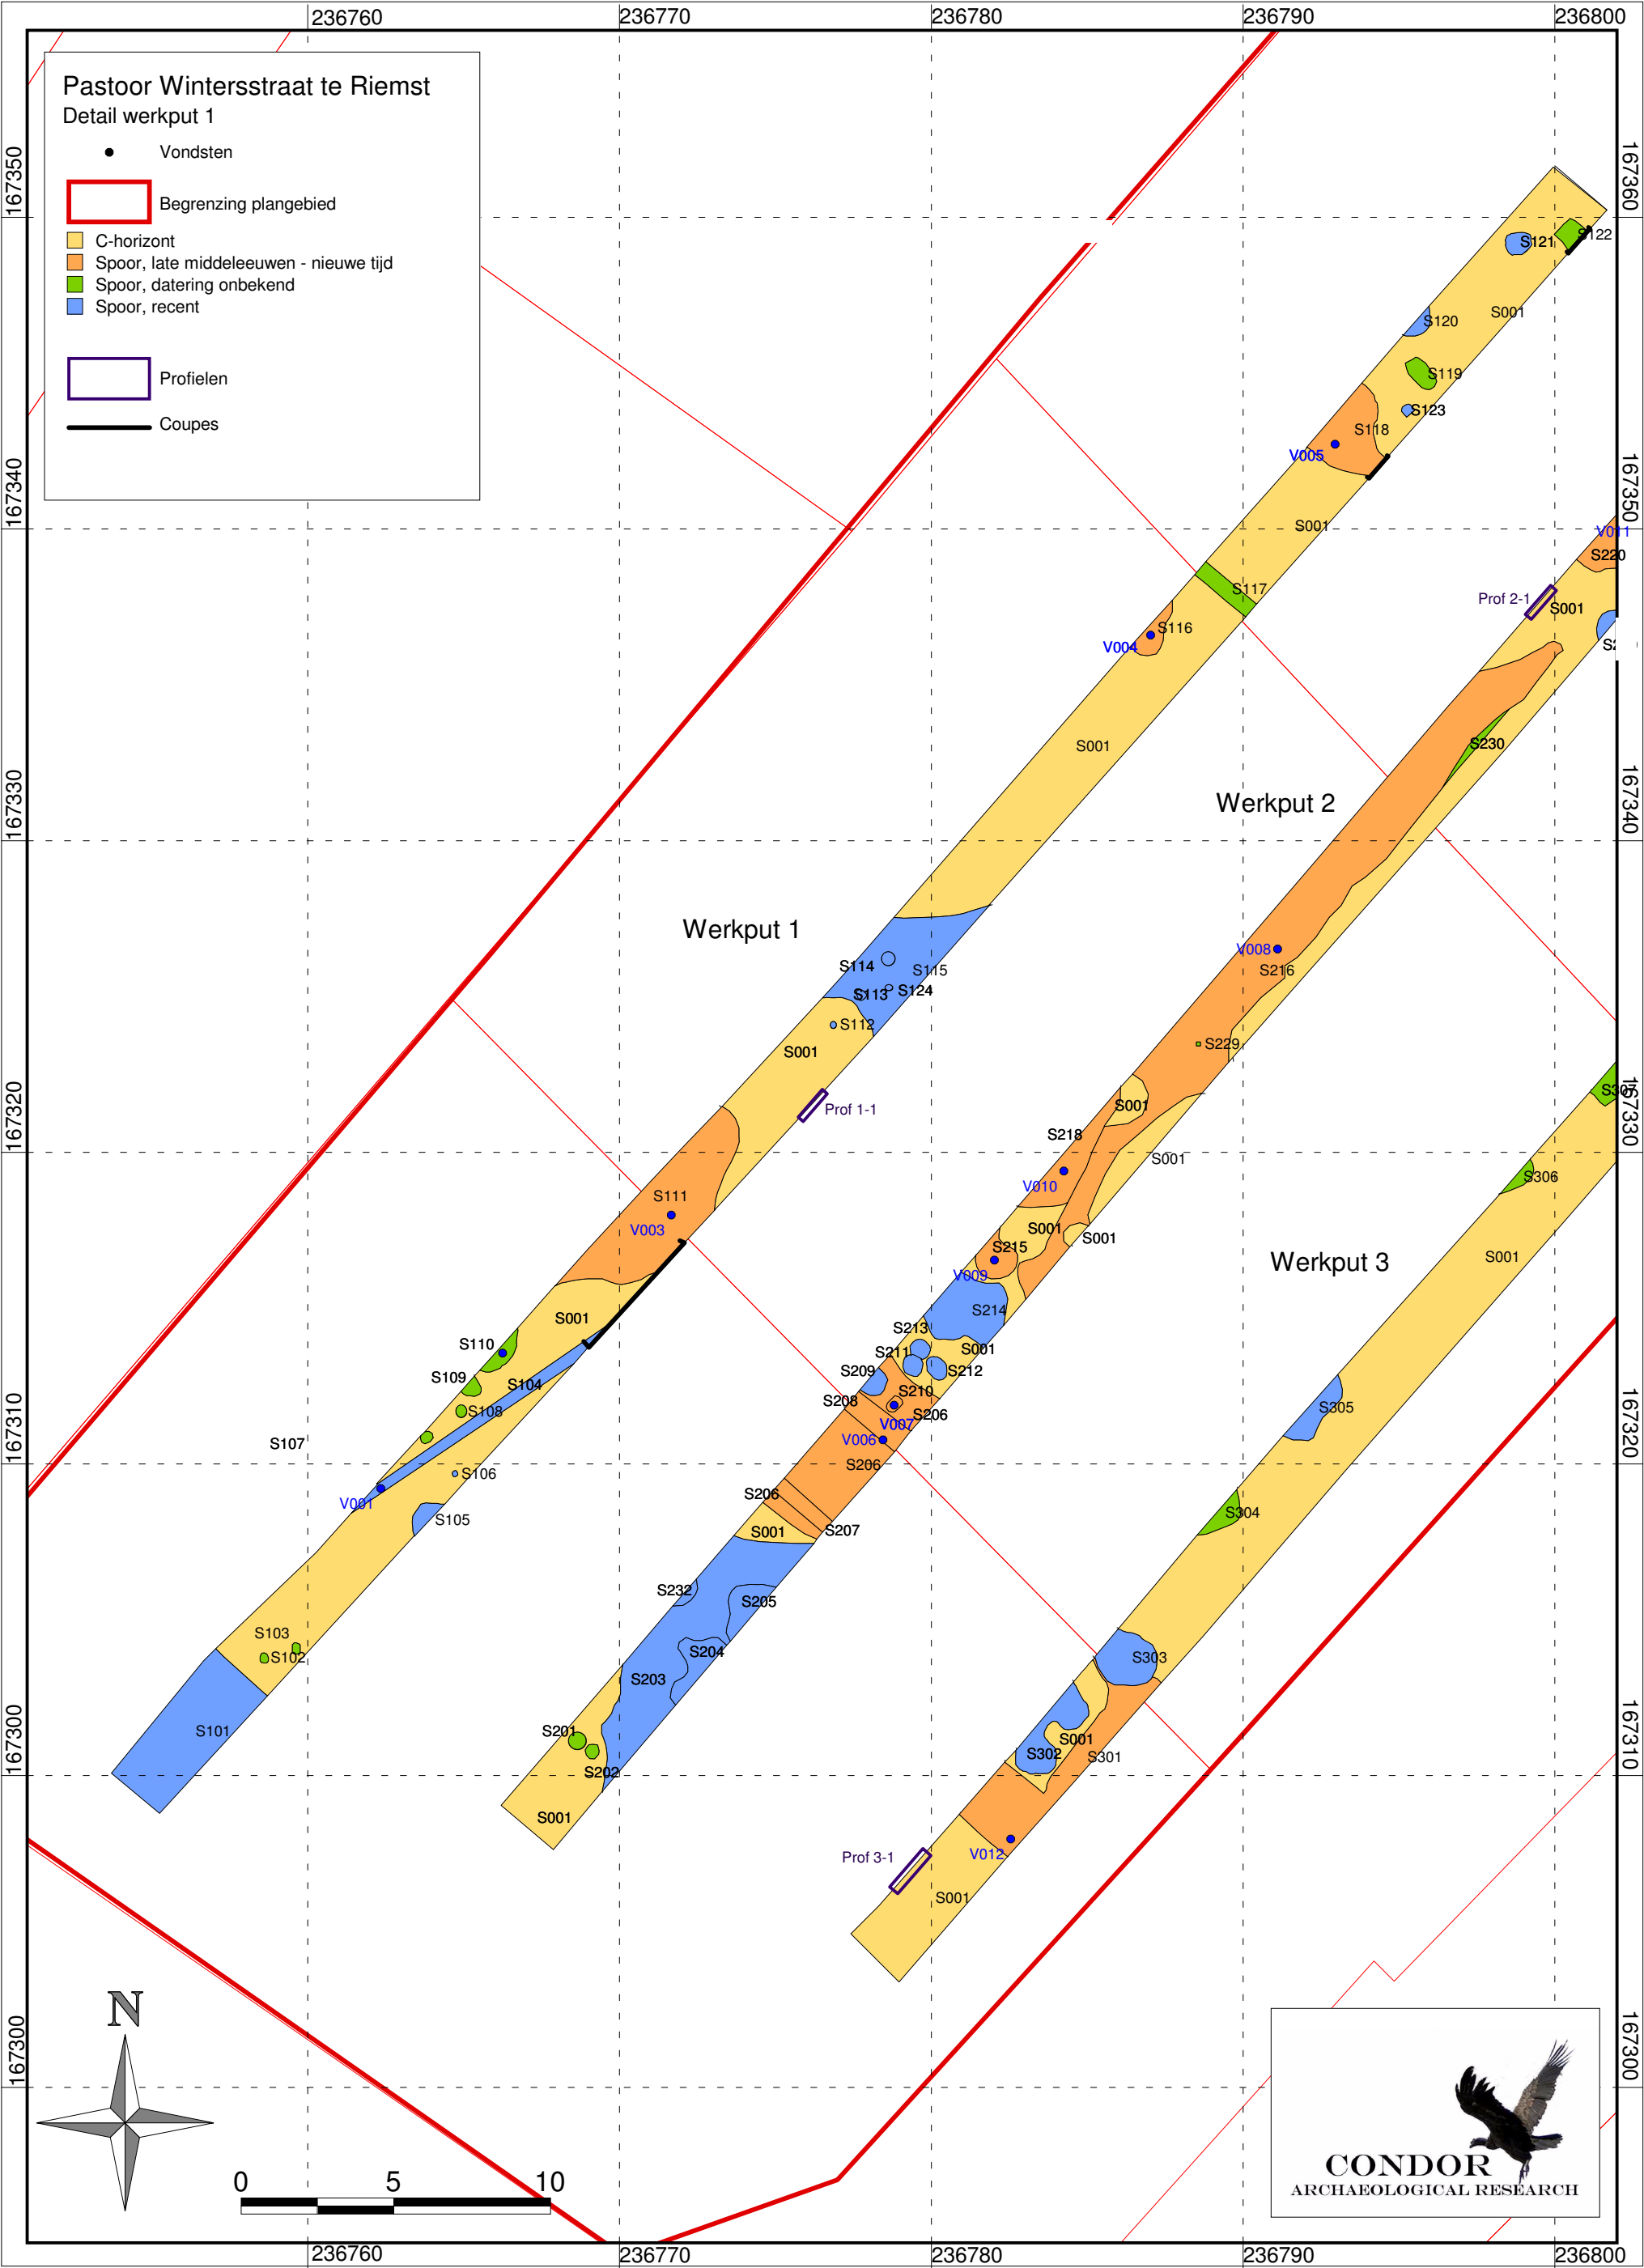 236760
236770
236780
236790
236800
Pastoor Wintersstraat te Riemst
Detail werkput 1
Vondsten
Begrenzing plangebied
C-horizont
Spoor, late middeleeuwen - nieuwe tijd
Spoor, datering onbekend
Spoor, recent
Profielen
Coupes
167350
167340
167330
167320
167310
167300
167300
167360
167350
167340
167330
167320
167310
167300
S122
S121
S001
S120
S119
S123
S118
V005
S001
V011
S220
S117
Prof 2-1
S001
S116
V004
S001
S230
Werkput 2
Werkput 1
V008
S216
S114
S115
S113
S124
S112
S229
S001
Prof 1-1
S001
S218
S001
S306
V010
S111
V003
S001
S001
S215
V009
S001
Werkput 3
S214
S001
S213
S001
S110
S211
S212
S209
S109
S104
S210
S208
S206
S108
V007
V006
S305
S107
S206
S106
S206
V001
S105
S207
S001
S304
S232
S205
S103
S102
S204
S203
S303
S101
S201
S202
S001
S302
S301
S001
V012
Prof 3-1
S001
N
0
5
10
CONDOR
ARCHAEOLOGICAL RESEARCH
236760
236770
236780
236790
236800